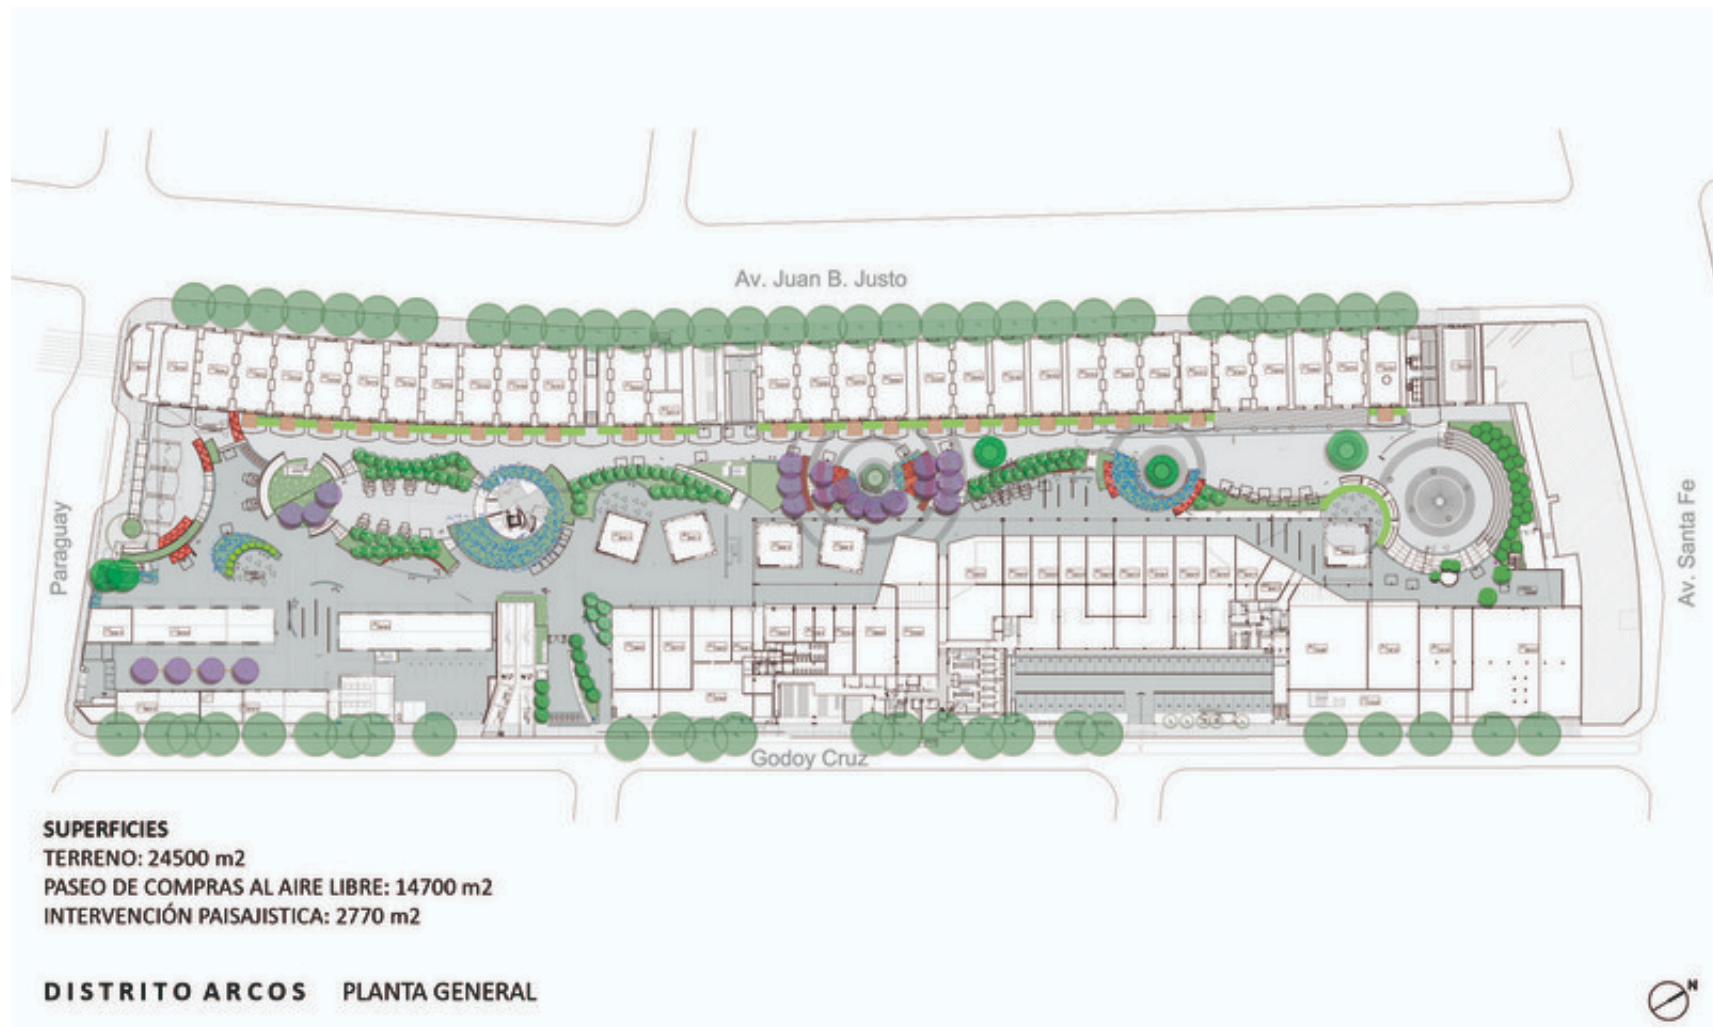 Av. Juan B. Justo
Paraguay
Av. Santa Fe
Godoy Cruz
SUPERFICIES
TERRENO: 24500 m2
PASEO DE COMPRAS AL AIRE LIBRE: 14700 m2
INTERVENCIÓN PAISAJISTICA: 2770 m2
DISTRITO ARCOS PLANTA GENERAL
N